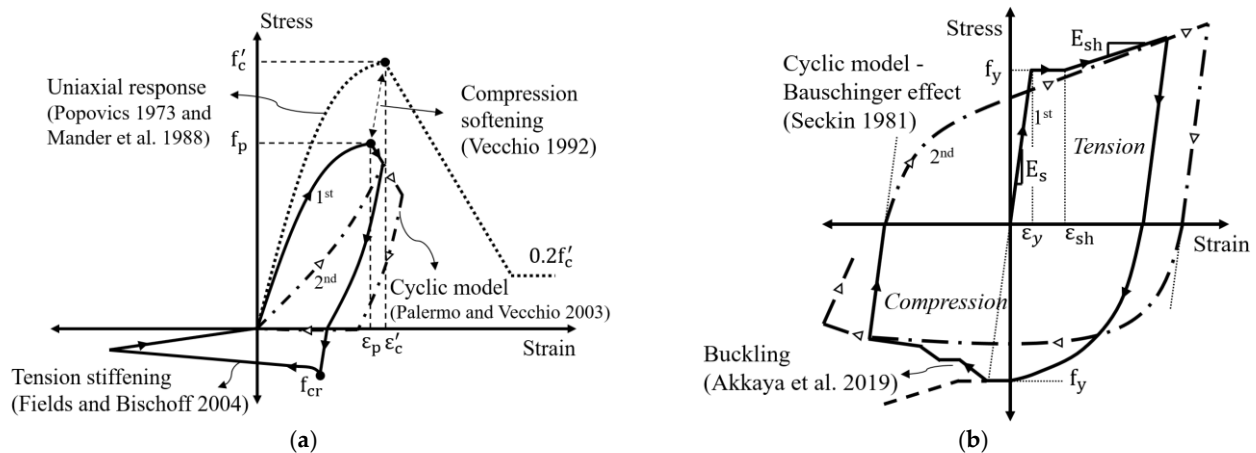 Stress
f′c
Uniaxial response
(Popovics 1973 and
Mander et al. 1988)
Compression
softening
(Vecchio 1992)
fp
1st
2nd
0.2f′c
Cyclic model
(Palermo and Vecchio 2003)
εp
ε′c
Strain
Tension stiffening
(Fields and Bischoff 2004)
fcr
(a)
Stress
Esh
Cyclic model -
Bauschinger effect
(Seckin 1981)
fy
1st
2nd
Tension
Es
εy
εsh
Strain
Compression
Buckling
(Akkaya et al. 2019)
fy
(b)